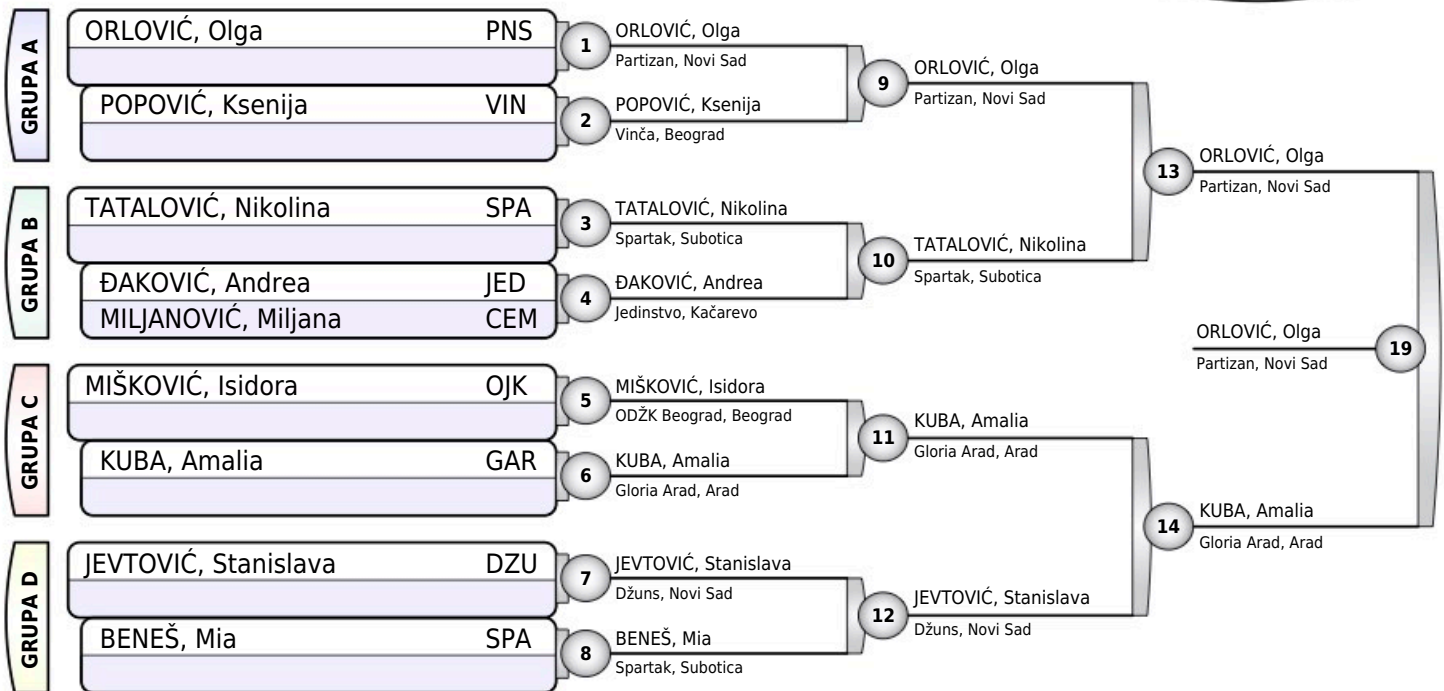 GRUPA A
ORLOVIĆ, Olga PNS
POPOVIĆ, Ksenija VIN
1
ORLOVIĆ, Olga
Partizan, Novi Sad
2
POPOVIĆ, Ksenija
Vinča, Beograd
9
ORLOVIĆ, Olga
Partizan, Novi Sad
GRUPA B
TATALOVIĆ, Nikolina SPA
ĐAKOVIĆ, Andrea JED
MILJANOVIĆ, Miljana CEM
3
TATALOVIĆ, Nikolina
Spartak, Subotica
4
ĐAKOVIĆ, Andrea
Jedinstvo, Kačarevo
10
TATALOVIĆ, Nikolina
Spartak, Subotica
13
ORLOVIĆ, Olga
Partizan, Novi Sad
GRUPA C
MIŠKOVIĆ, Isidora OJK
KUBA, Amalia GAR
5
MIŠKOVIĆ, Isidora
ODŽK Beograd, Beograd
6
KUBA, Amalia
Gloria Arad, Arad
11
KUBA, Amalia
Gloria Arad, Arad
GRUPA D
JEVTOVIĆ, Stanislava DZU
BENEŠ, Mia SPA
7
JEVTOVIĆ, Stanislava
Džuns, Novi Sad
8
BENEŠ, Mia
Spartak, Subotica
12
JEVTOVIĆ, Stanislava
Džuns, Novi Sad
14
KUBA, Amalia
Gloria Arad, Arad
ORLOVIĆ, Olga
Partizan, Novi Sad
19